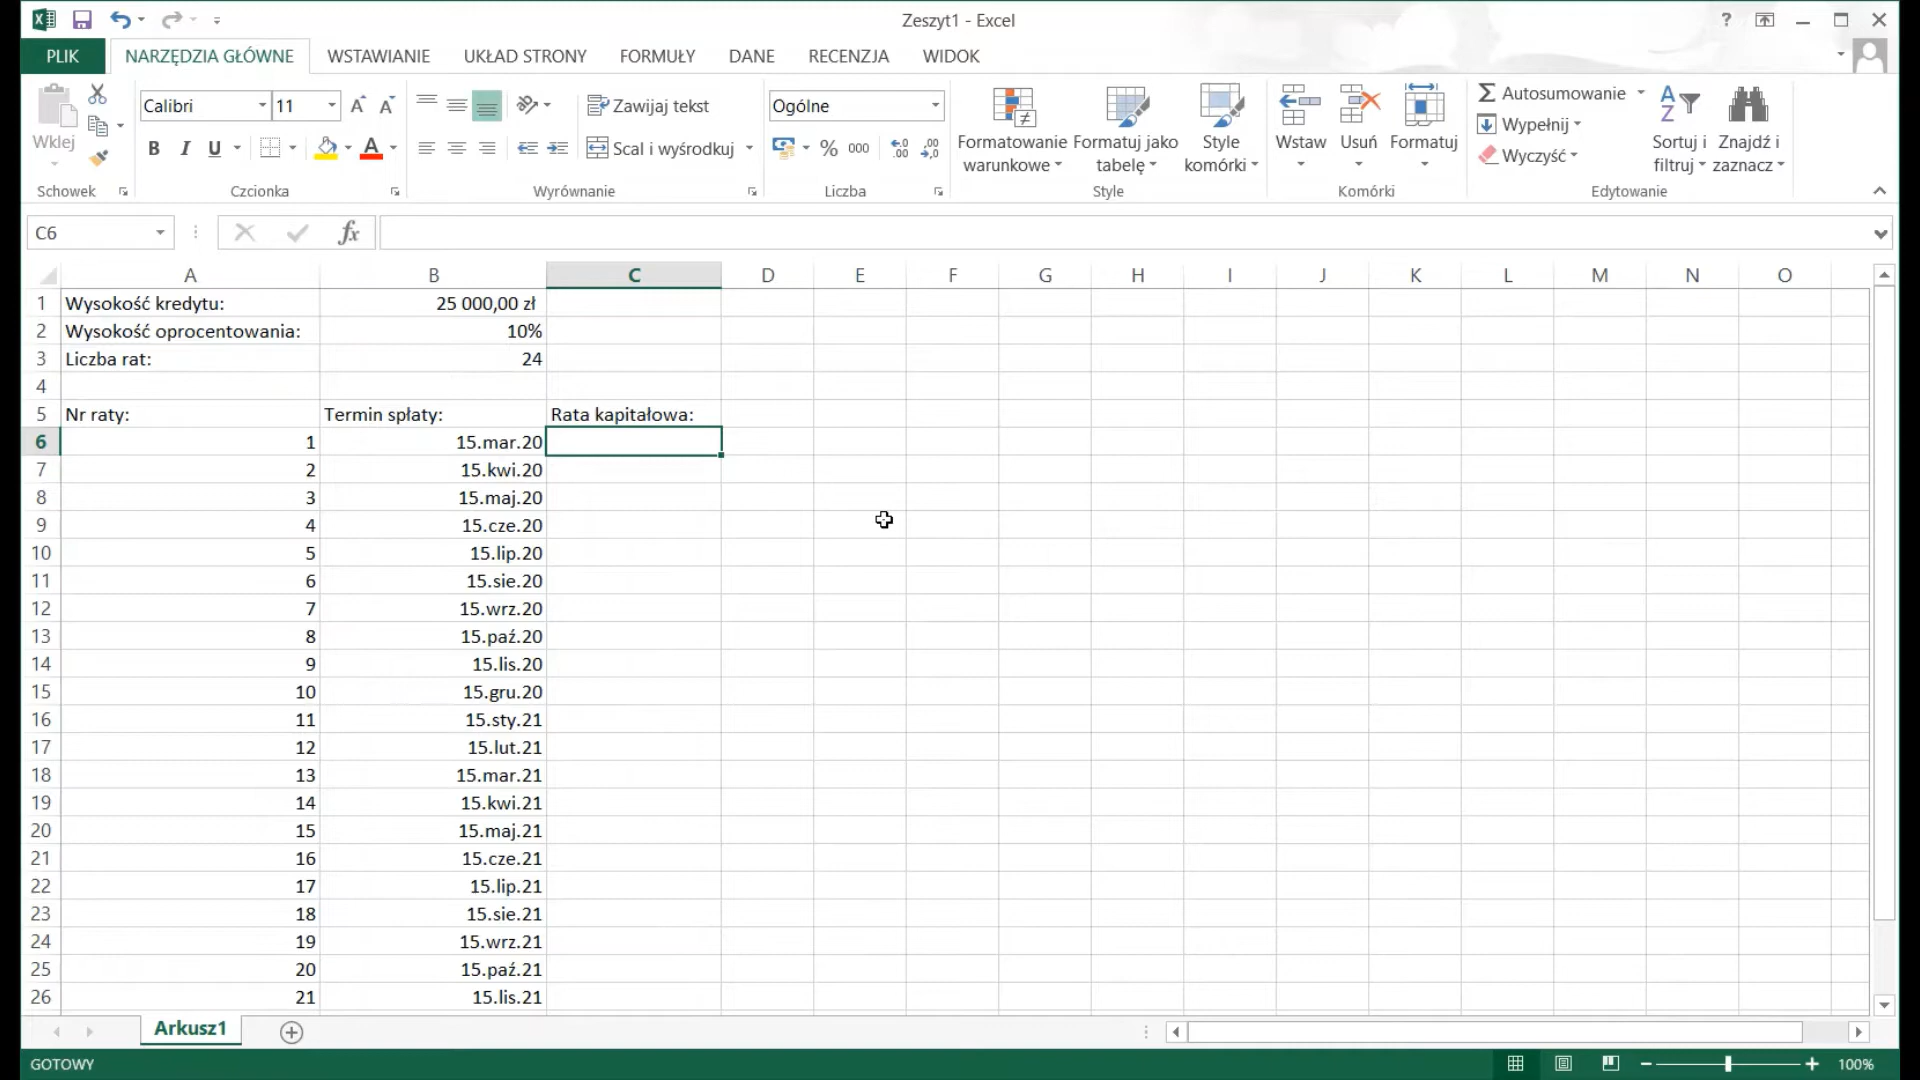 Zeszyt1 - Excel
?
PLIK NARZĘDZIA GŁÓWNE WSTAWIANIE UKŁAD STRONY FORMUŁY DANE RECENZJA WIDOK
Wklej
Schowek
Calibri 11
B I U
Czcionka
Zawijaj tekst
Scal i wyśrodkuj
Wyrównanie
Ogólne
% 000
Liczba
Formatowanie warunkowe
Formatuj jako tabelę
Style komórki
Style
Wstaw
Usuń
Formatuj
Komórki
Autosumowanie
Wypełnij
Wyczyść
Sortuj i filtruj
Znajdź i zaznacz
Edytowanie
C6
fx
A B C D E F G H I J K L M N O
1 Wysokość kredytu: 25 000,00 zł
2 Wysokość oprocentowania: 10%
3 Liczba rat: 24
4
5 Nr raty: Termin spłaty: Rata kapitałowa:
6 1 15.mar.20
7 2 15.kwi.20
8 3 15.maj.20
9 4 15.cze.20
10 5 15.lip.20
11 6 15.sie.20
12 7 15.wrz.20
13 8 15.paź.20
14 9 15.lis.20
15 10 15.gru.20
16 11 15.sty.21
17 12 15.lut.21
18 13 15.mar.21
19 14 15.kwi.21
20 15 15.maj.21
21 16 15.cze.21
22 17 15.lip.21
23 18 15.sie.21
24 19 15.wrz.21
25 20 15.paź.21
26 21 15.lis.21
Arkusz1
GOTOWY
100%